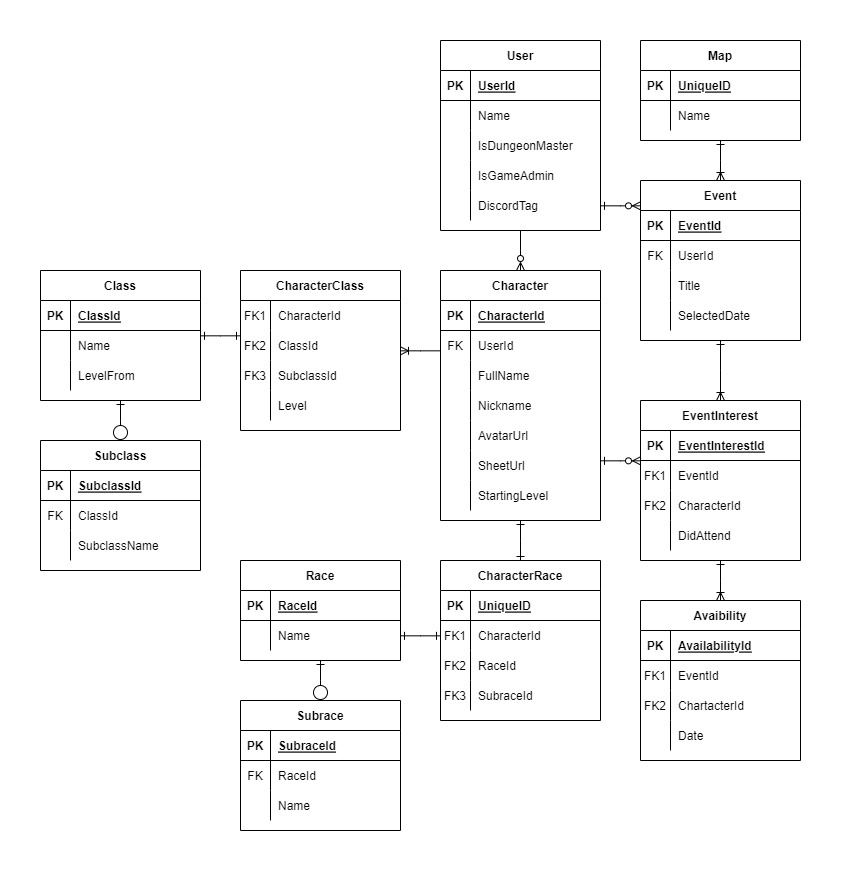 User
PK UserId
Name
IsDungeonMaster
IsGameAdmin
DiscordTag
Map
PK UniqueID
Name
Event
PK EventId
FK UserId
Title
SelectedDate
Class
PK ClassId
Name
LevelFrom
CharacterClass
FK1 CharacterId
FK2 ClassId
FK3 SubclassId
Level
Character
PK CharacterId
FK UserId
FullName
Nickname
AvatarUrl
SheetUrl
StartingLevel
EventInterest
PK EventInterestId
FK1 EventId
FK2 CharacterId
DidAttend
Subclass
PK SubclassId
FK ClassId
SubclassName
Race
PK RaceId
Name
CharacterRace
PK UniqueID
FK1 CharacterId
FK2 RaceId
FK3 SubraceId
Avaibility
PK AvailabilityId
FK1 EventId
FK2 ChartacterId
Date
Subrace
PK SubraceId
FK RaceId
Name